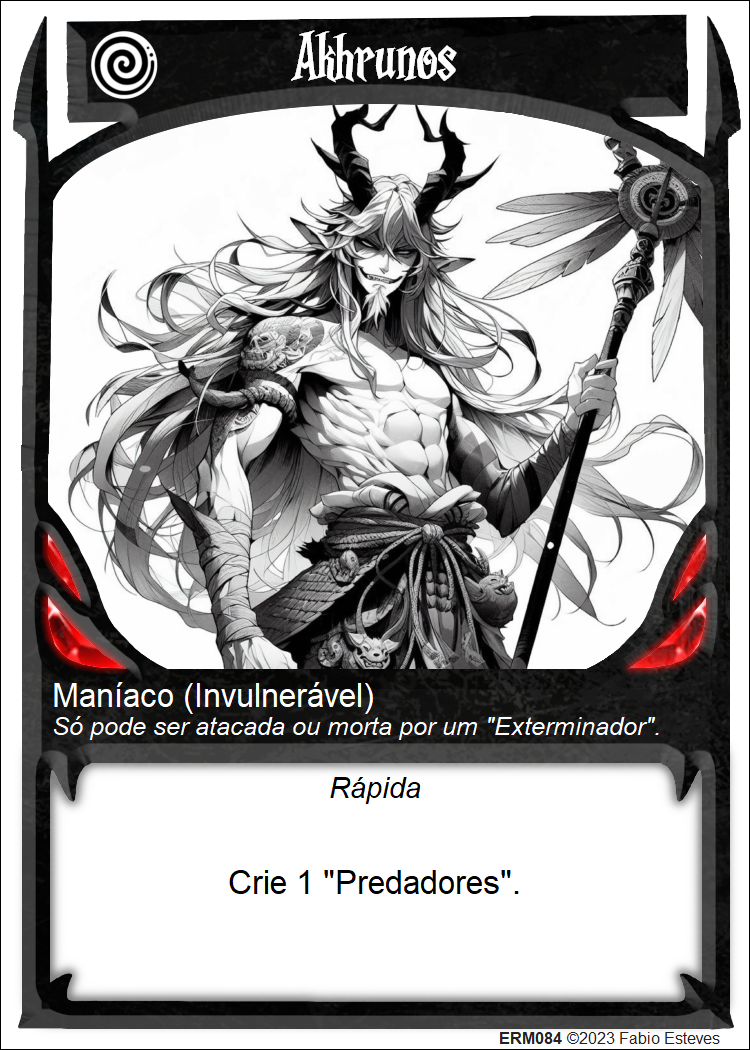 Akhrunos
Maníaco (Invulnerável)
Só pode ser atacada ou morta por um "Exterminador".
Rápida
Crie 1 "Predadores".
ERM084 ©2023 Fabio Esteves